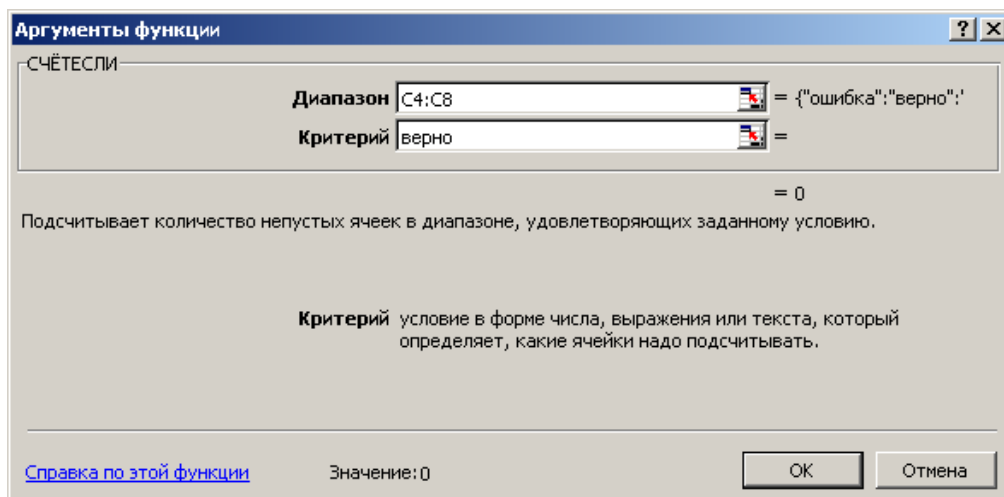 Аргументы функции
СЧЁТЕСЛИ
Диапазон C4:C8 = {"ошибка":"верно":'
Критерий верно =
= 0
Подсчитывает количество непустых ячеек в диапазоне, удовлетворяющих заданному условию.
Критерий условие в форме числа, выражения или текста, который
определяет, какие ячейки надо подсчитывать.
Справка по этой функции Значение:0 ОК Отмена